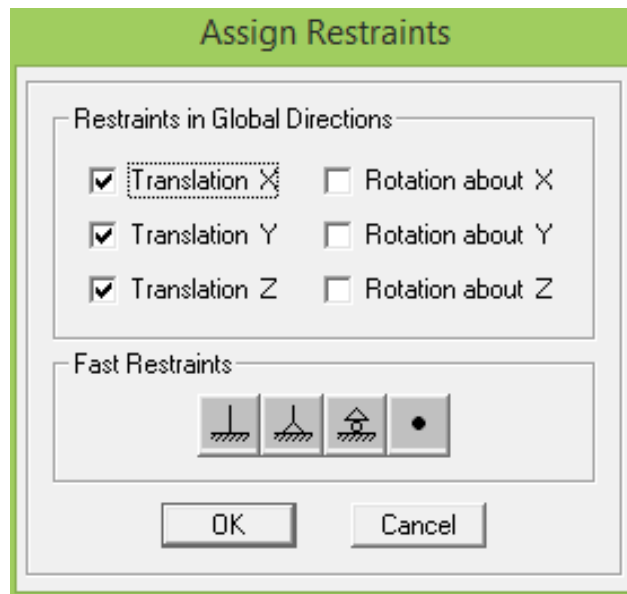 Assign Restraints
Restraints in Global Directions
Translation X Rotation about X
Translation Y Rotation about Y
Translation Z Rotation about Z
Fast Restraints
OK Cancel